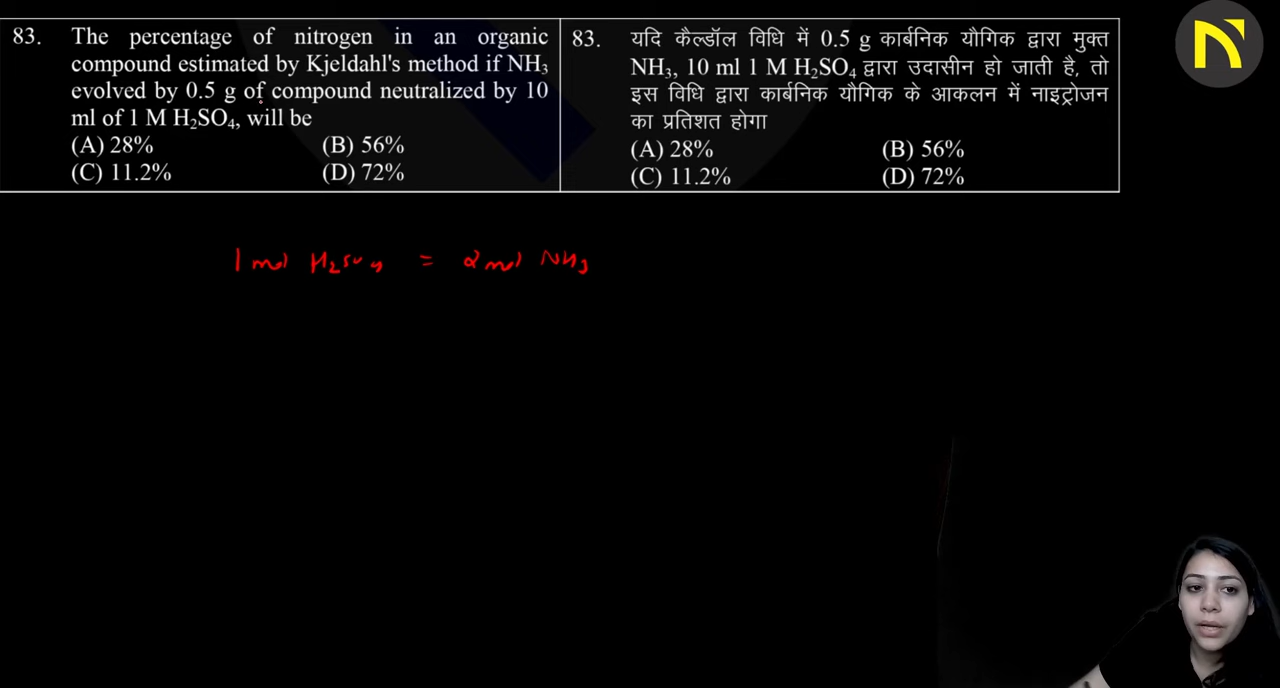 83. The percentage of nitrogen in an organic
compound estimated by Kjeldahl's method if NH₃
evolved by 0.5 g of compound neutralized by 10
ml of 1 M H₂SO₄, will be
(A) 28% (B) 56%
(C) 11.2% (D) 72%
83. यदि कैल्डॉल विधि में 0.5 g कार्बनिक यौगिक द्वारा मुक्त
NH₃, 10 ml 1 M H₂SO₄ द्वारा उदासीन हो जाती है, तो
इस विधि द्वारा कार्बनिक यौगिक के आकलन में नाइट्रोजन
का प्रतिशत होगा
(A) 28% (B) 56%
(C) 11.2% (D) 72%
1 mol H₂SO₄ = 2 mol NH₃